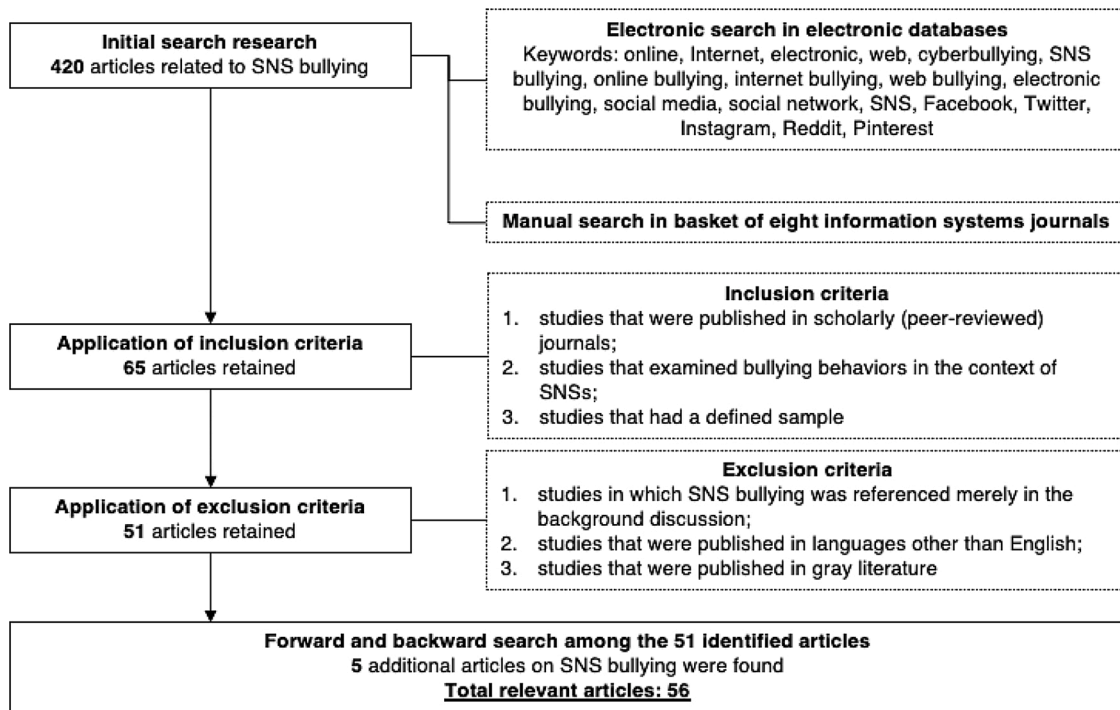 Initial search research
420 articles related to SNS bullying
Electronic search in electronic databases
Keywords: online, Internet, electronic, web, cyberbullying, SNS
bullying, online bullying, internet bullying, web bullying, electronic
bullying, social media, social network, SNS, Facebook, Twitter,
Instagram, Reddit, Pinterest
Manual search in basket of eight information systems journals
Application of inclusion criteria
65 articles retained
Inclusion criteria
1. studies that were published in scholarly (peer-reviewed)
journals;
2. studies that examined bullying behaviors in the context of
SNSs;
3. studies that had a defined sample
Application of exclusion criteria
51 articles retained
Exclusion criteria
1. studies in which SNS bullying was referenced merely in the
background discussion;
2. studies that were published in languages other than English;
3. studies that were published in gray literature
Forward and backward search among the 51 identified articles
5 additional articles on SNS bullying were found
Total relevant articles: 56